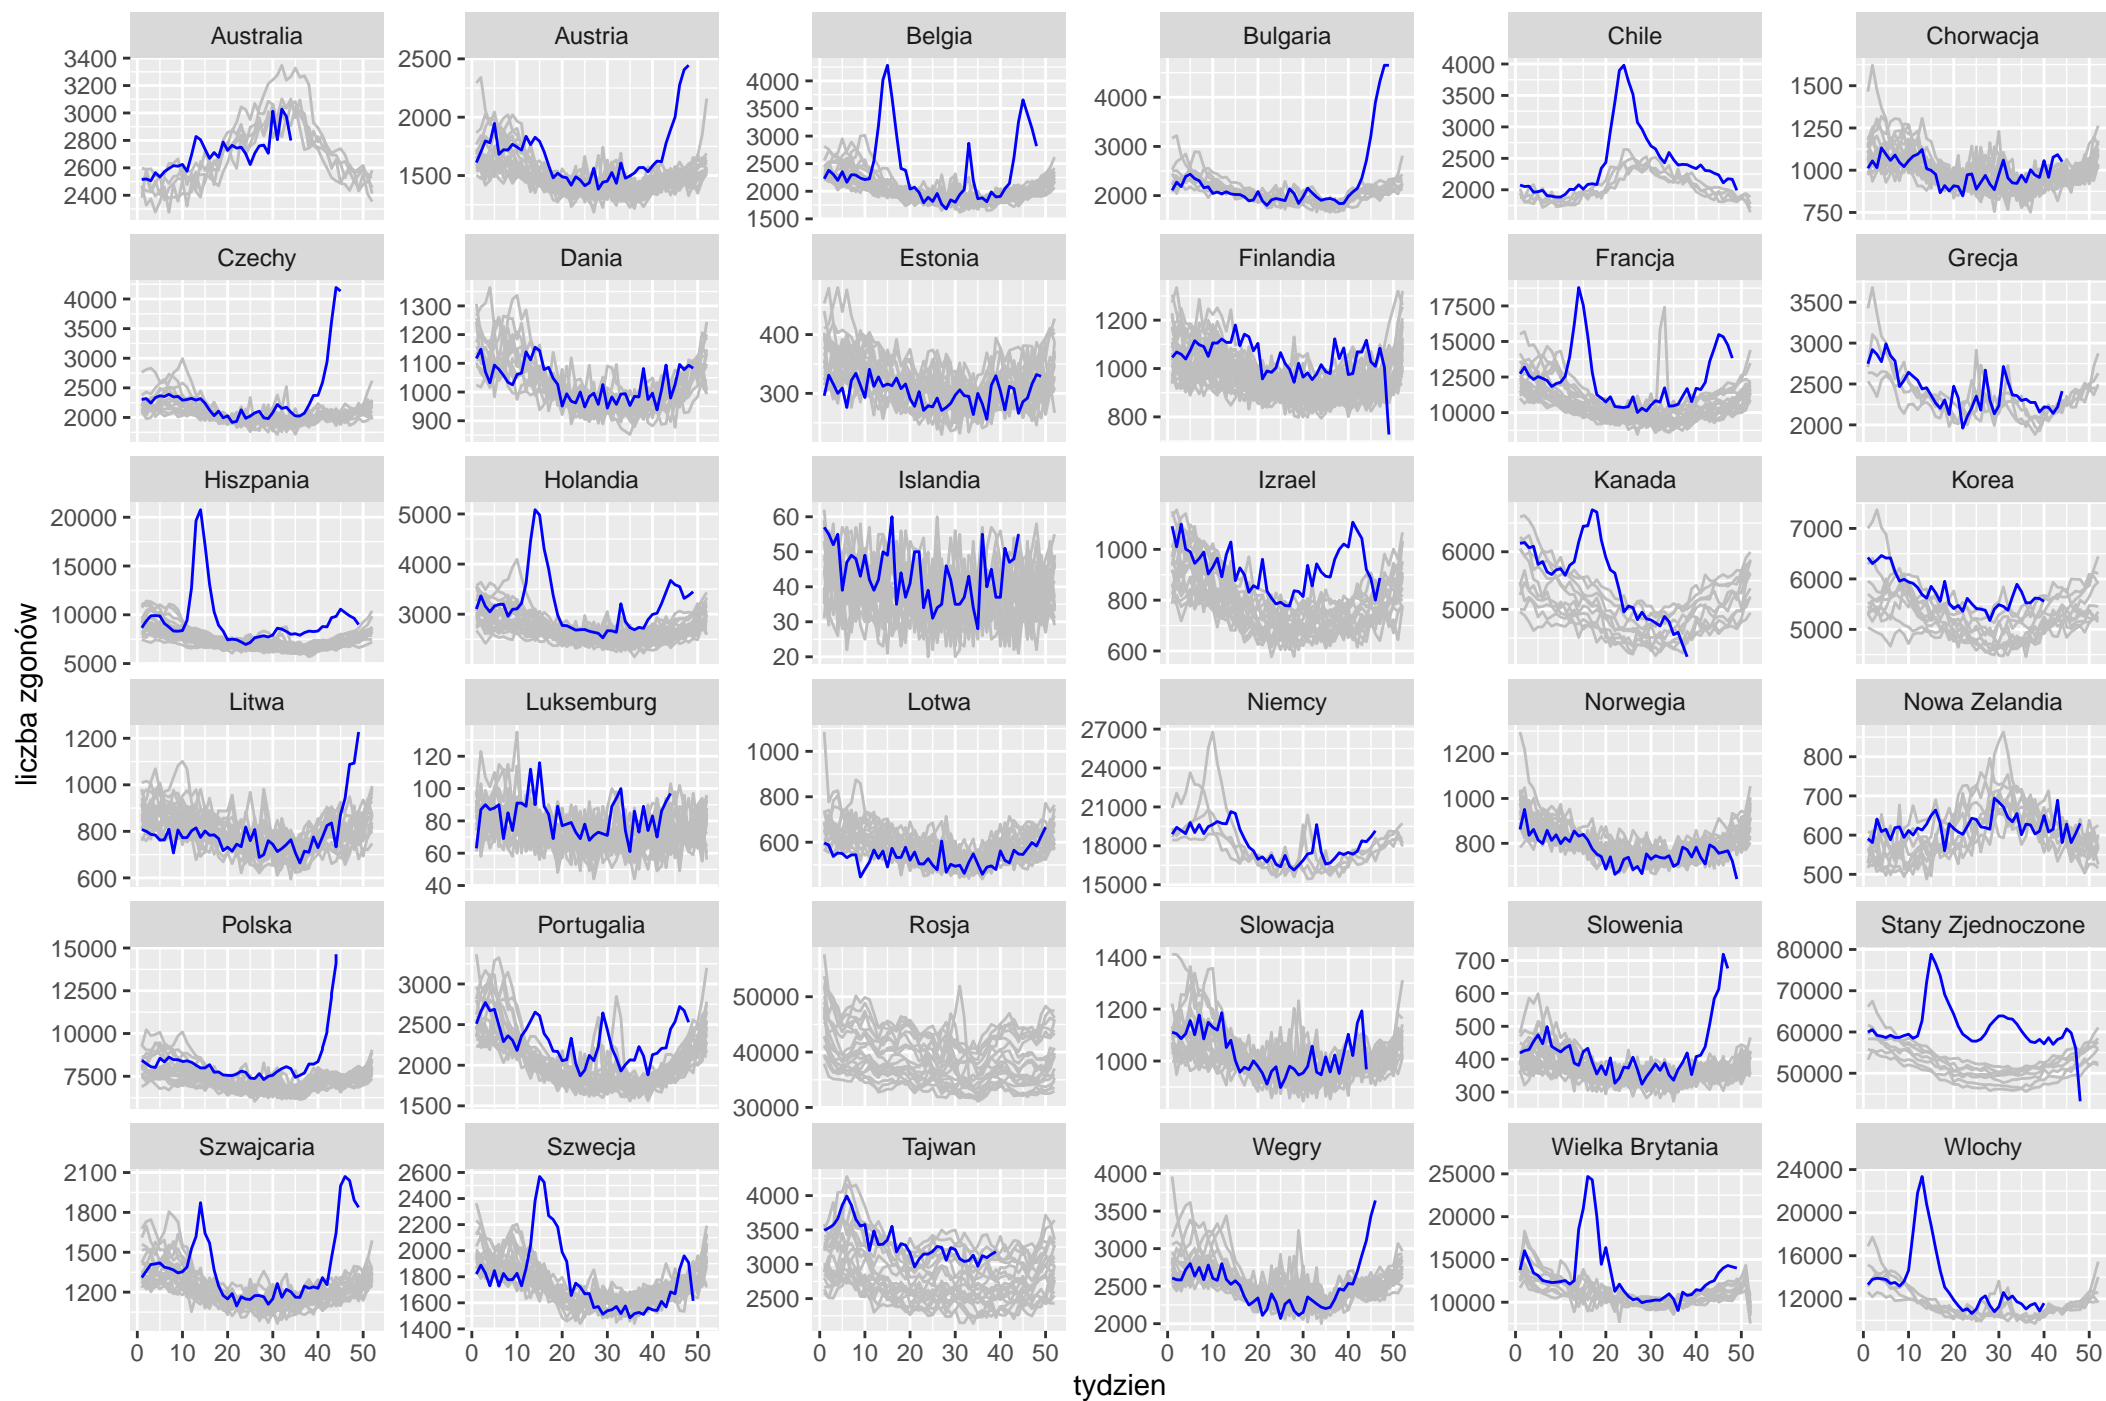 Australia Austria Belgia Bulgaria Chile Chorwacja
3400 3200 3000 2800 2600 2400
2500 2000 1500
4000 3500 3000 2500 2000 1500
4000 3000 2000
4000 3500 3000 2500 2000
1500 1250 1000 750
Czechy Dania Estonia Finlandia Francja Grecja
4000 3500 3000 2500 2000
1300 1200 1100 1000 900
400 300
1200 1000 800
17500 15000 12500 10000
3500 3000 2500 2000
Hiszpania Holandia Islandia Izrael Kanada Korea
20000 15000 10000 5000
5000 4000 3000
60 50 40 30 20
1000 800 600
6000 5000
7000 6000 5000
liczba zgonów
Litwa Luksemburg Lotwa Niemcy Norwegia Nowa Zelandia
1200 1000 800 600
120 100 80 60 40
1000 800 600
27000 24000 21000 18000 15000
1200 1000 800
800 700 600 500
Polska Portugalia Rosja Slowacja Slowenia Stany Zjednoczone
15000 12500 10000 7500
3000 2500 2000 1500
50000 40000 30000
1400 1200 1000
700 600 500 400 300
80000 70000 60000 50000
Szwajcaria Szwecja Tajwan Wegry Wielka Brytania Wlochy
2100 1800 1500 1200
2600 2400 2200 2000 1800 1600 1400
4000 3500 3000 2500
4000 3500 3000 2500 2000
25000 20000 15000 10000
24000 20000 16000 12000
0 10 20 30 40 50 0 10 20 30 40 50 0 10 20 30 40 50 0 10 20 30 40 50 0 10 20 30 40 50 0 10 20 30 40 50
tydzien